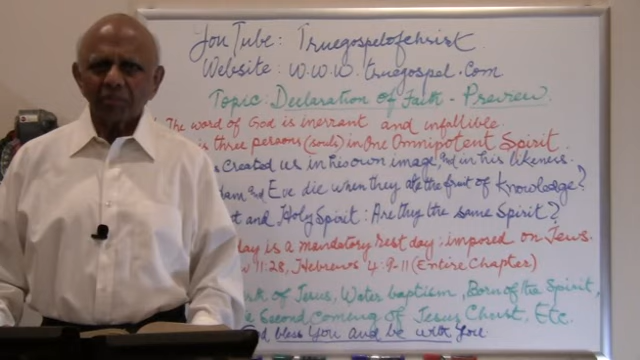 YouTube: Truegospelofchrist
Website: W.W.W. truegospel.com
Topic: Declaration of Faith - Preview.
The word of God is inerrant and infallible.
is three persons (souls) in One Omnipotent Spirit
created us in his own image, and in his likeness.
dam and Eve die when they ate the fruit of Knowledge?
and Holy Spirit: Are they the same Spirit?
day is a mandatory rest day; imposed on Jews.
11:28, Hebrews 4:9-11 (Entire Chapter)
of Jesus, Water baptism, Born of the Spirit,
Second Coming of Jesus Christ, Etc.
bless You and be with You